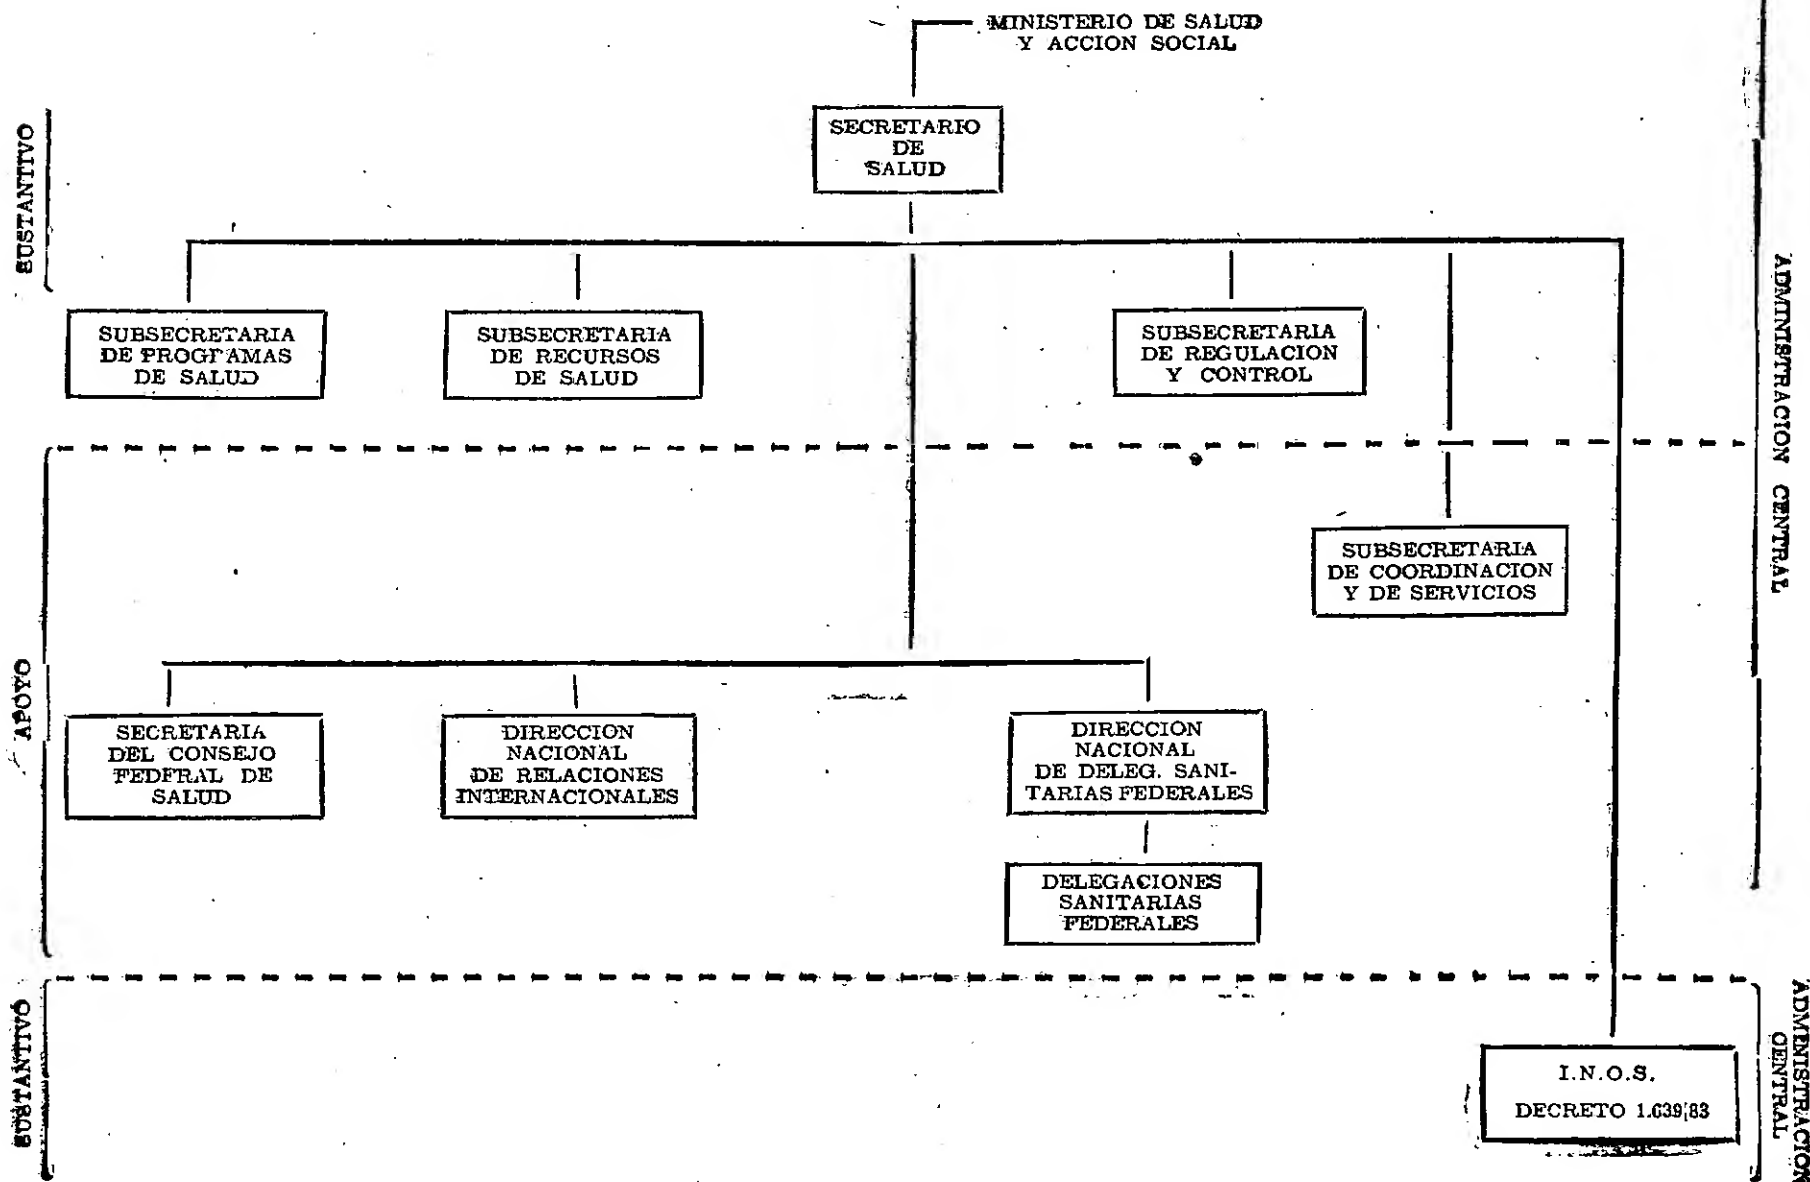 MINISTERIO DE SALUD
Y ACCION SOCIAL
SECRETARIO
DE
SALUD
SUSTANTIVO
SUBSECRETARIA
DE PROGRAMAS
DE SALUD
SUBSECRETARIA
DE RECURSOS
DE SALUD
SUBSECRETARIA
DE REGULACION
Y CONTROL
ADMINISTRACION CENTRAL
SUBSECRETARIA
DE COORDINACION
Y DE SERVICIOS
APOYO
SECRETARIA
DEL CONSEJO
FEDERAL DE
SALUD
DIRECCION
NACIONAL
DE RELACIONES
INTERNACIONALES
DIRECCION
NACIONAL
DE DELEG. SANI-
TARIAS FEDERALES
DELEGACIONES
SANITARIAS
FEDERALES
SUSTANTIVO
I.N.O.S.
DECRETO 1.639/83
ADMINISTRACION
CENTRAL